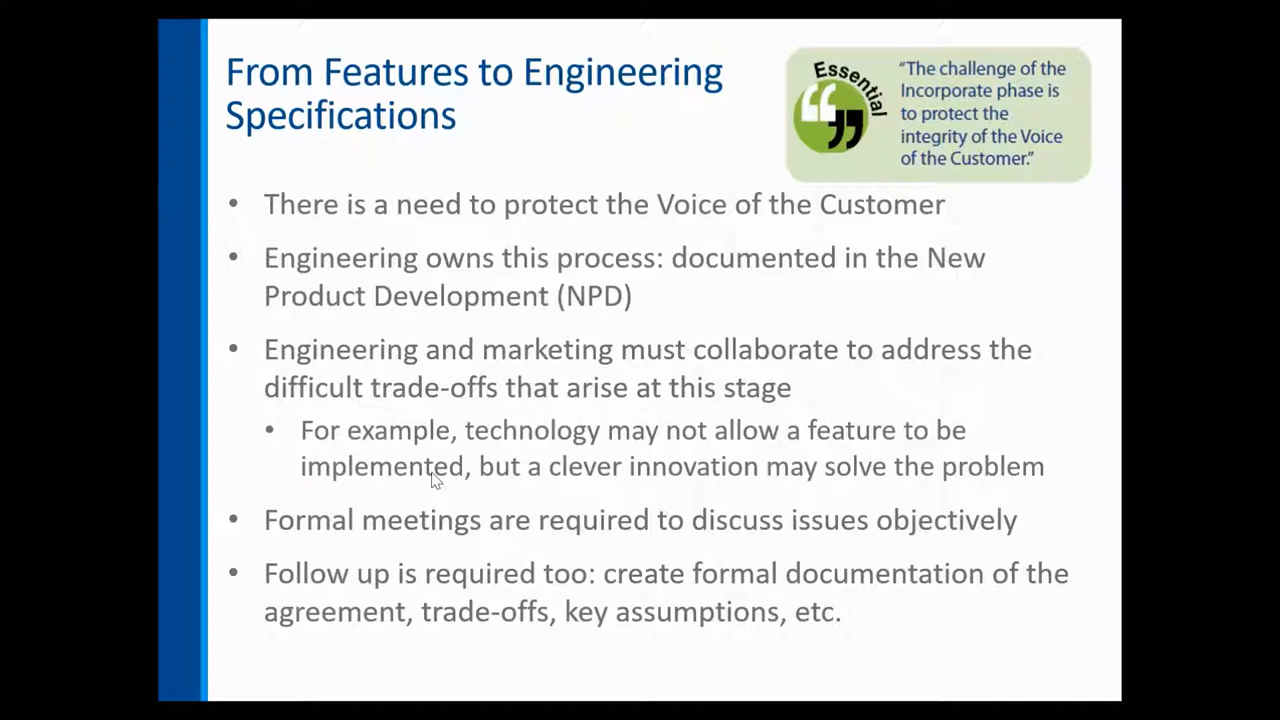 From Features to Engineering
Specifications
Essential
“The challenge of the
Incorporate phase is
to protect the
integrity of the Voice
of the Customer.”
• There is a need to protect the Voice of the Customer
• Engineering owns this process: documented in the New
Product Development (NPD)
• Engineering and marketing must collaborate to address the
difficult trade-offs that arise at this stage
• For example, technology may not allow a feature to be
implemented, but a clever innovation may solve the problem
• Formal meetings are required to discuss issues objectively
• Follow up is required too: create formal documentation of the
agreement, trade-offs, key assumptions, etc.